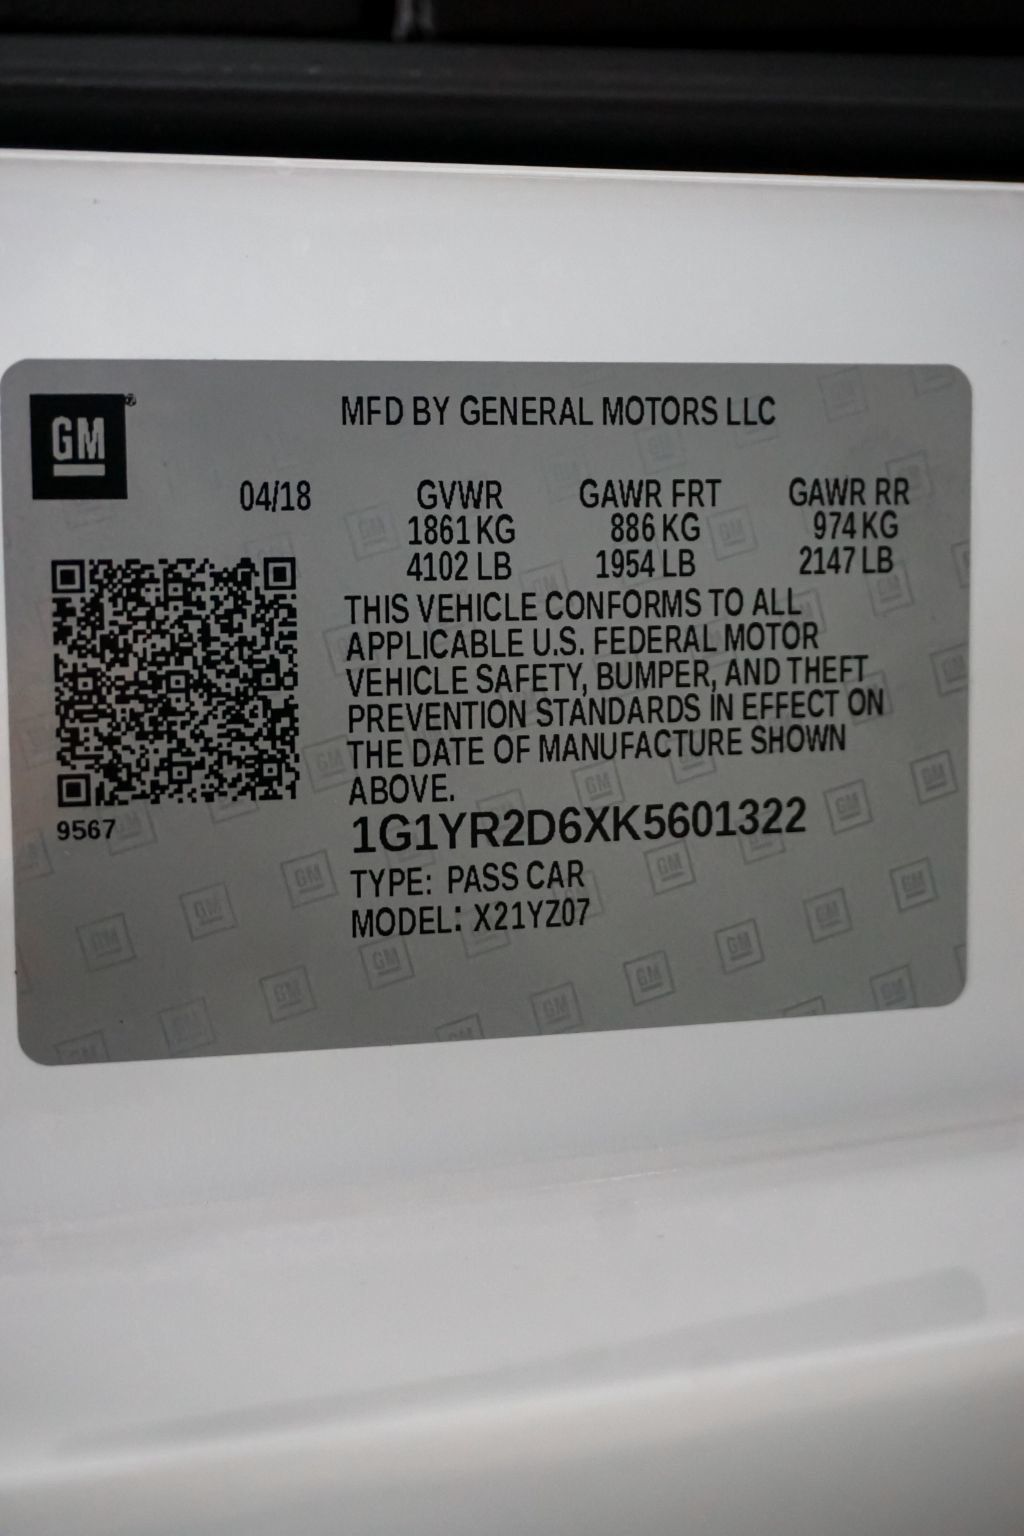 GM®
MFD BY GENERAL MOTORS LLC
04/18 GVWR GAWR FRT GAWR RR
1861 KG 886 KG 974 KG
4102 LB 1954 LB 2147 LB
THIS VEHICLE CONFORMS TO ALL
APPLICABLE U.S. FEDERAL MOTOR
VEHICLE SAFETY, BUMPER, AND THEFT
PREVENTION STANDARDS IN EFFECT ON
THE DATE OF MANUFACTURE SHOWN
ABOVE.
9567
1G1YR2D6XK5601322
TYPE: PASS CAR
MODEL: X21YZ07